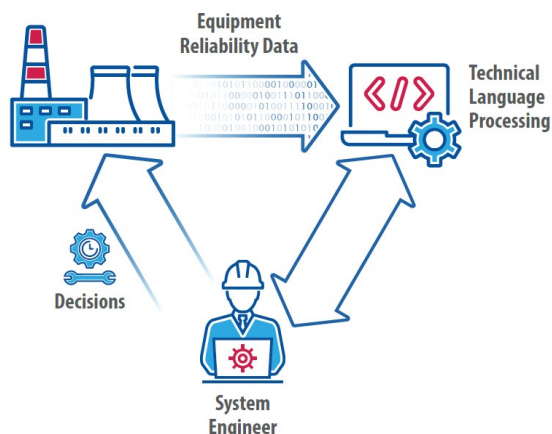 Equipment
Reliability Data
Technical
Language
Processing
</>
Decisions
System
Engineer